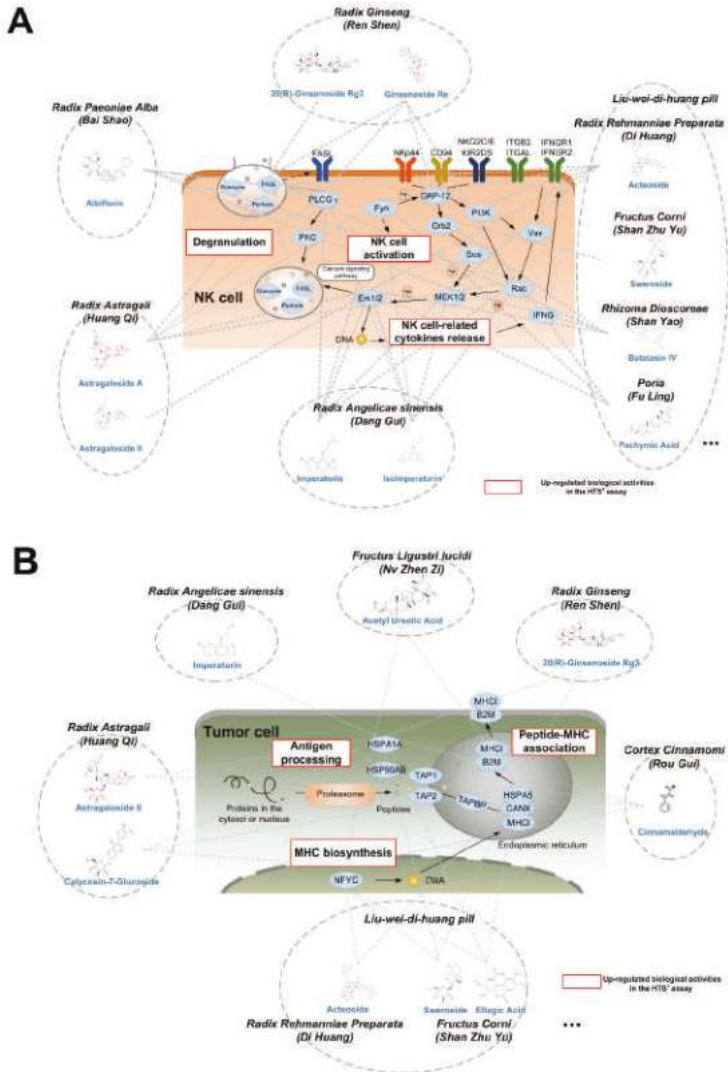 A
Radix Ginseng
(Ren Shen)
20(R)-Ginsenoside Rg3
Ginsenoside Re
Radix Paeoniae Alba
(Bai Shao)
Albiflorin
Liu-wei-di-huang pill
Radix Rehmanniae Preparata
(Di Huang)
Acteoside
Fructus Corni
(Shan Zhu Yu)
Sweroside
Rhizoma Dioscoreae
(Shan Yao)
Batatasin IV
Poria
(Fu Ling)
Pachymic Acid
...
FASL
NKp44
CD94
NKG2C/E
KIR2DS
ITGB2
ITGAL
IFNGR1
IFNGR2
Granzyme
FASL
Perforin
PLCG
PKC
Fyn
DAP-12
Grb2
PI3K
Vav
Sos
Rac
Degranulation
NK cell
activation
Calcium signaling
pathway
Granzyme
FASL
Perforin
NK cell
Erk1/2
MEK1/2
IFNG
DNA
NK cell-related
cytokines release
Radix Astragali
(Huang Qi)
Astragaloside A
Astragaloside II
Radix Angelicae sinensis
(Dang Gui)
Imperatorin
Isoimperatorin
Up-regulated biological activities
in the HTS² assay
B
Fructus Ligustri lucidi
(Nv Zhen Zi)
Acetyl Ursolic Acid
Radix Angelicae sinensis
(Dang Gui)
Imperatorin
Radix Ginseng
(Ren Shen)
20(R)-Ginsenoside Rg3
Radix Astragali
(Huang Qi)
Astragaloside II
Calycosin-7-Glucoside
Tumor cell
Antigen
processing
HSPA1A
HSP90AB
MHCI
B2M
MHCI
B2M
Peptide-MHC
association
Proteins in the
cytosol or nucleus
Proteasome
Peptides
TAP1
TAP2
TAPBP
HSPA5
CANX
MHCI
Endoplasmic reticulum
MHC biosynthesis
NFYC
DNA
Cortex Cinnamomi
(Rou Gui)
Cinnamaldehyde
Liu-wei-di-huang pill
Acteoside
Sweroside
Ellagic Acid
Radix Rehmanniae Preparata
(Di Huang)
Fructus Corni
(Shan Zhu Yu)
...
Up-regulated biological activities
in the HTS² assay